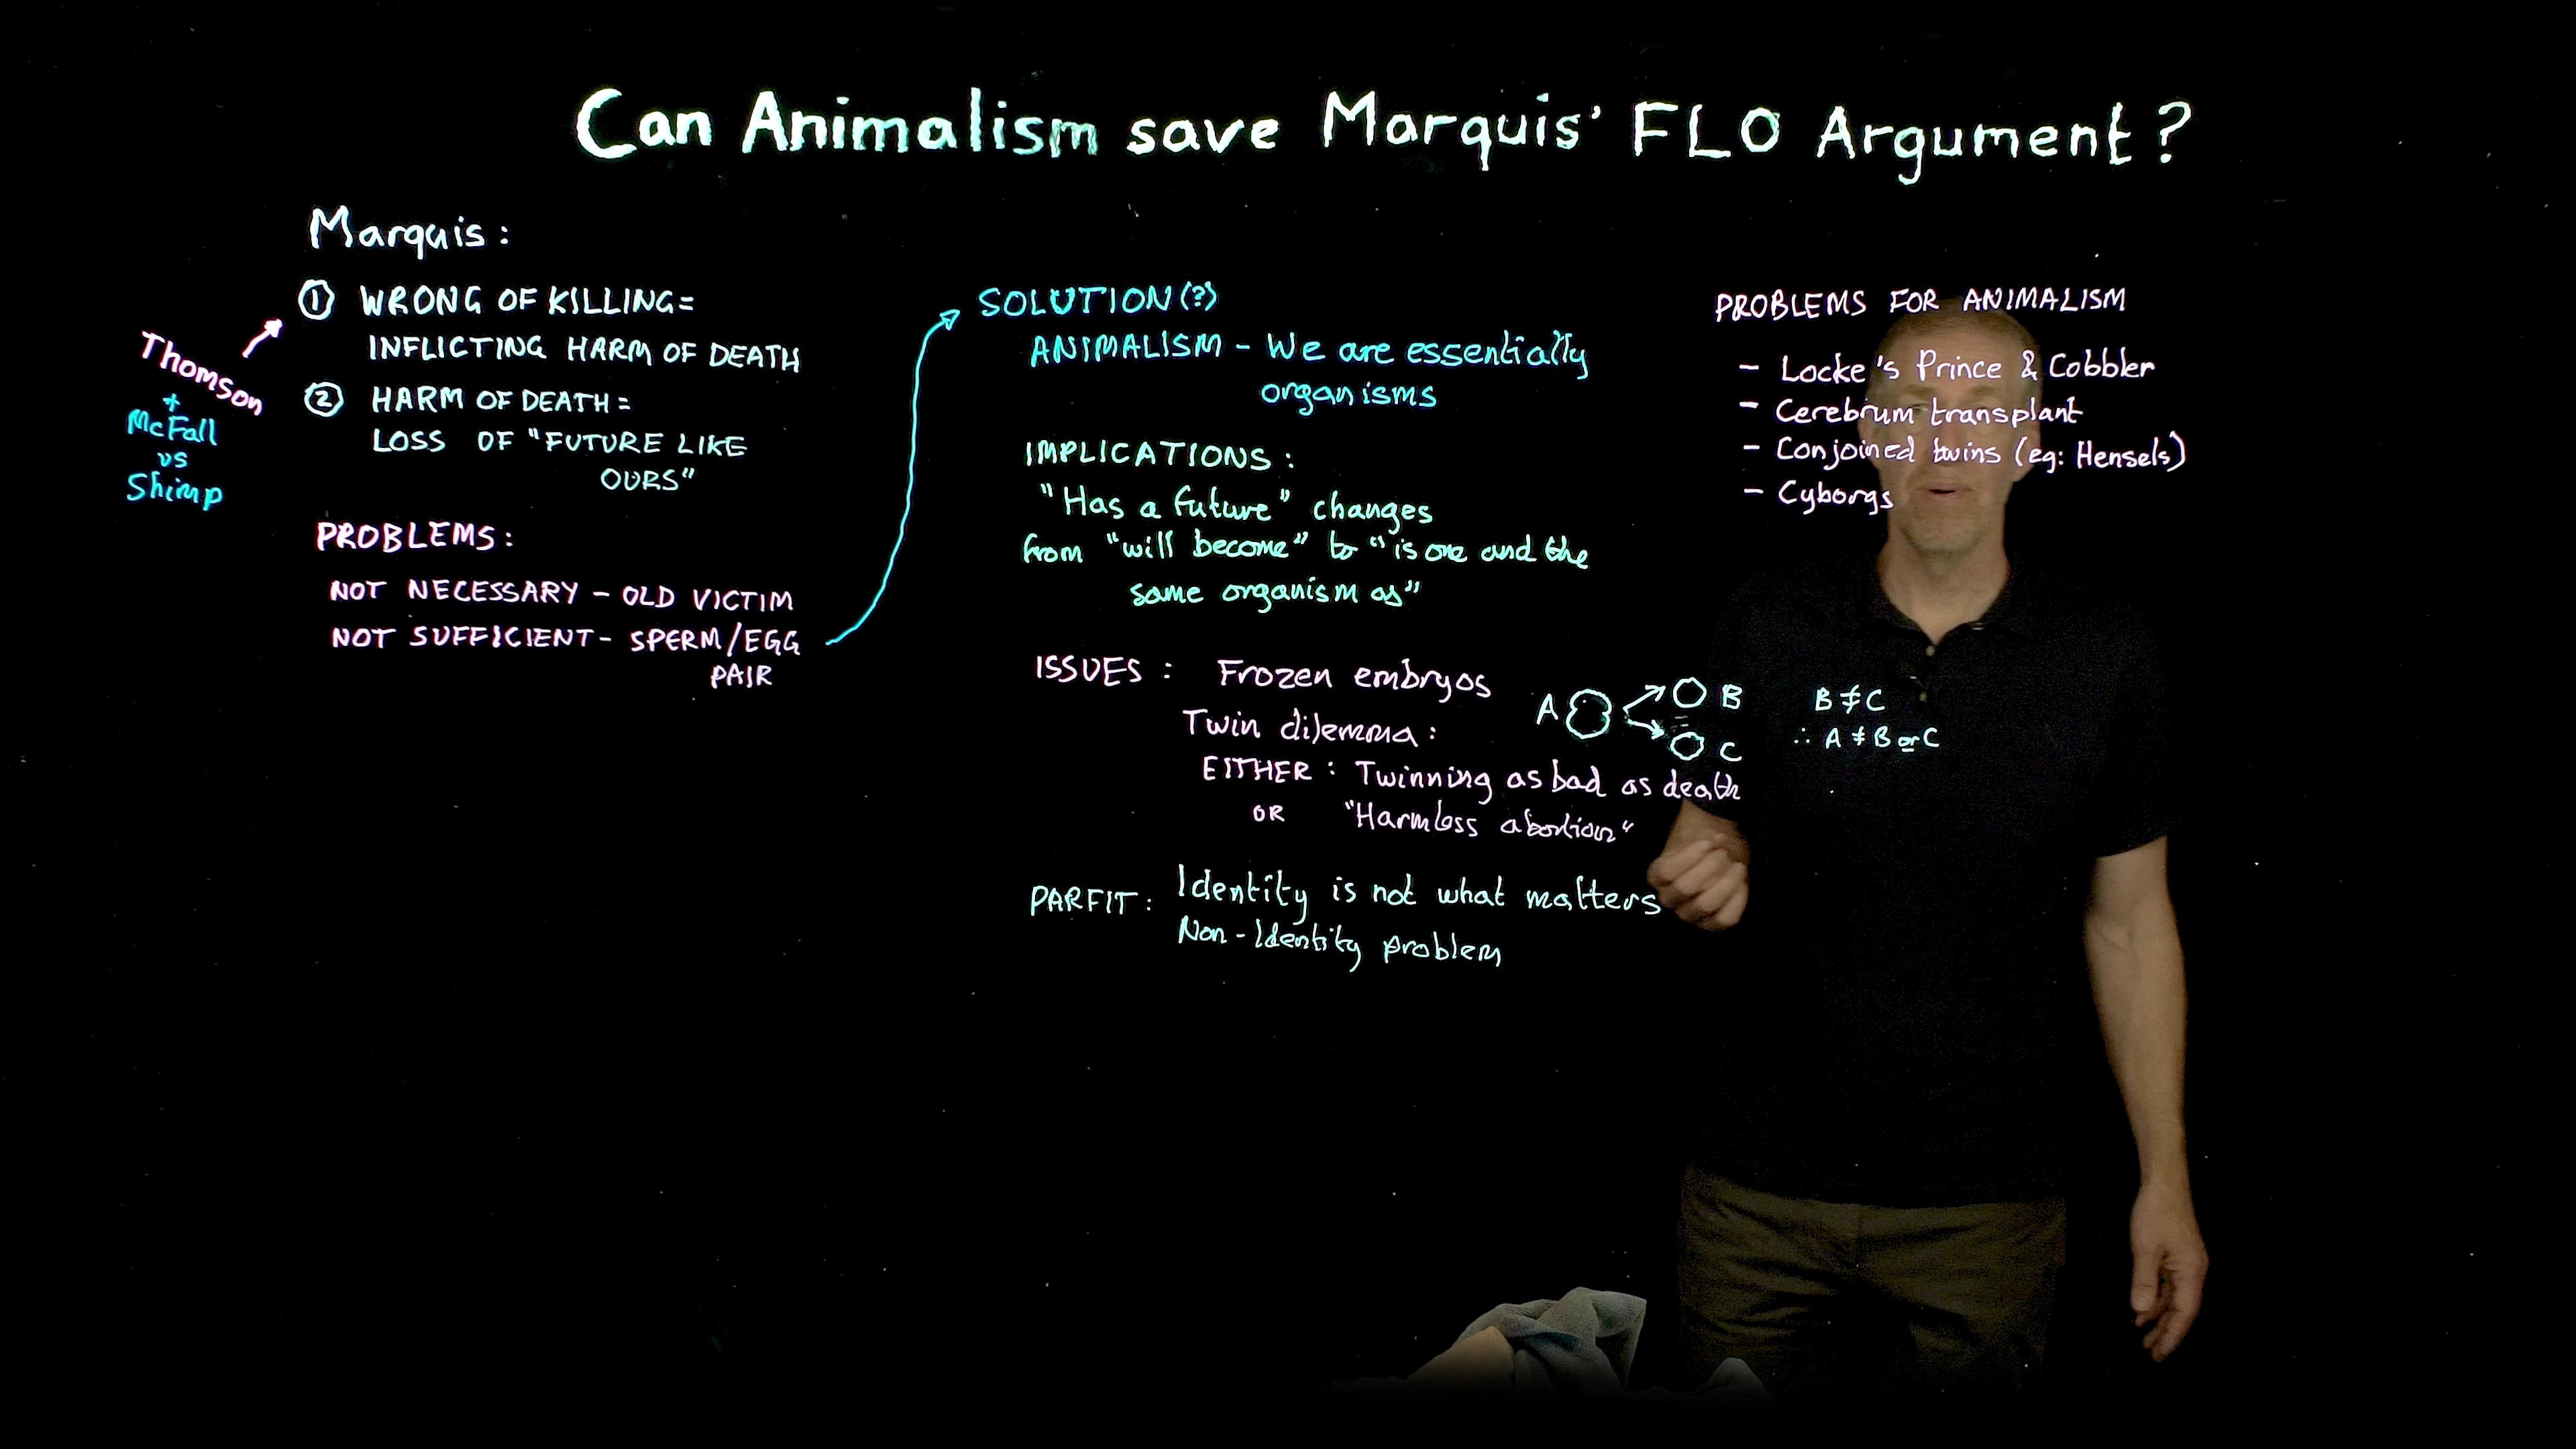 Can Animalism save Marquis' FLO Argument?
Marquis:
① WRONG OF KILLING =
INFLICTING HARM OF DEATH
② HARM OF DEATH =
LOSS OF "FUTURE LIKE
OURS"
Thomson
+
McFall
vs
Shimp
PROBLEMS:
NOT NECESSARY - OLD VICTIM
NOT SUFFICIENT - SPERM/EGG
PAIR
SOLUTION(?)
ANIMALISM - We are essentially
organisms
IMPLICATIONS:
"Has a future" changes
from "will become" to "is one and the
same organism as"
ISSUES: Frozen embryos
Twin dilemma:
EITHER: Twinning as bad as death
OR "Harmless abortion"
A B
C
B ≠ C
∴ A ≠ B or C
PARFIT: Identity is not what matters
Non-Identity problem
PROBLEMS FOR ANIMALISM
- Locke's Prince & Cobbler
- Cerebrum transplant
- Conjoined twins (eg: Hensels)
- Cyborgs